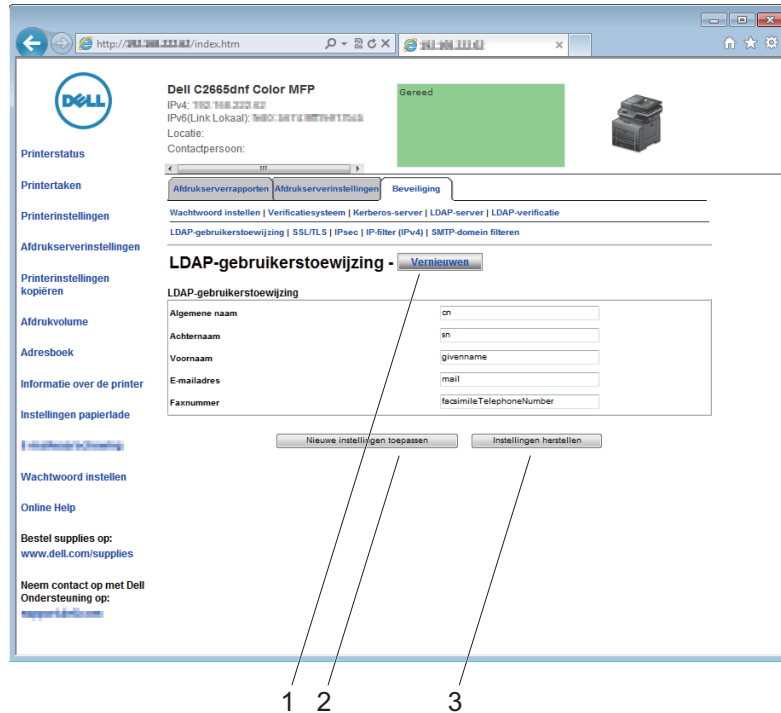 http:// /index.htm
DELL
Dell C2665dnf Color MFP
IPv4:
IPv6(Link Lokaal):
Locatie:
Contactpersoon:
Gereed
Printerstatus
Printertaken
Printerinstellingen
Afdrukserverinstellingen
Printerinstellingen
kopiëren
Afdrukvolume
Adresboek
Informatie over de printer
Instellingen papierlade
Wachtwoord instellen
Online Help
Bestel supplies op:
www.dell.com/supplies
Neem contact op met Dell
Ondersteuning op:
Afdrukserverrapporten Afdrukserverinstellingen Beveiliging
Wachtwoord instellen | Verificatiesysteem | Kerberos-server | LDAP-server | LDAP-verificatie
LDAP-gebruikerstoewijzing | SSL/TLS | IPsec | IP-filter (IPv4) | SMTP-domein filteren
LDAP-gebruikerstoewijzing - Vernieuwen
LDAP-gebruikerstoewijzing
Algemene naam cn
Achternaam sn
Voornaam givenname
E-mailadres mail
Faxnummer facsimileTelephoneNumber
Nieuwe instellingen toepassen Instellingen herstellen
1 2 3